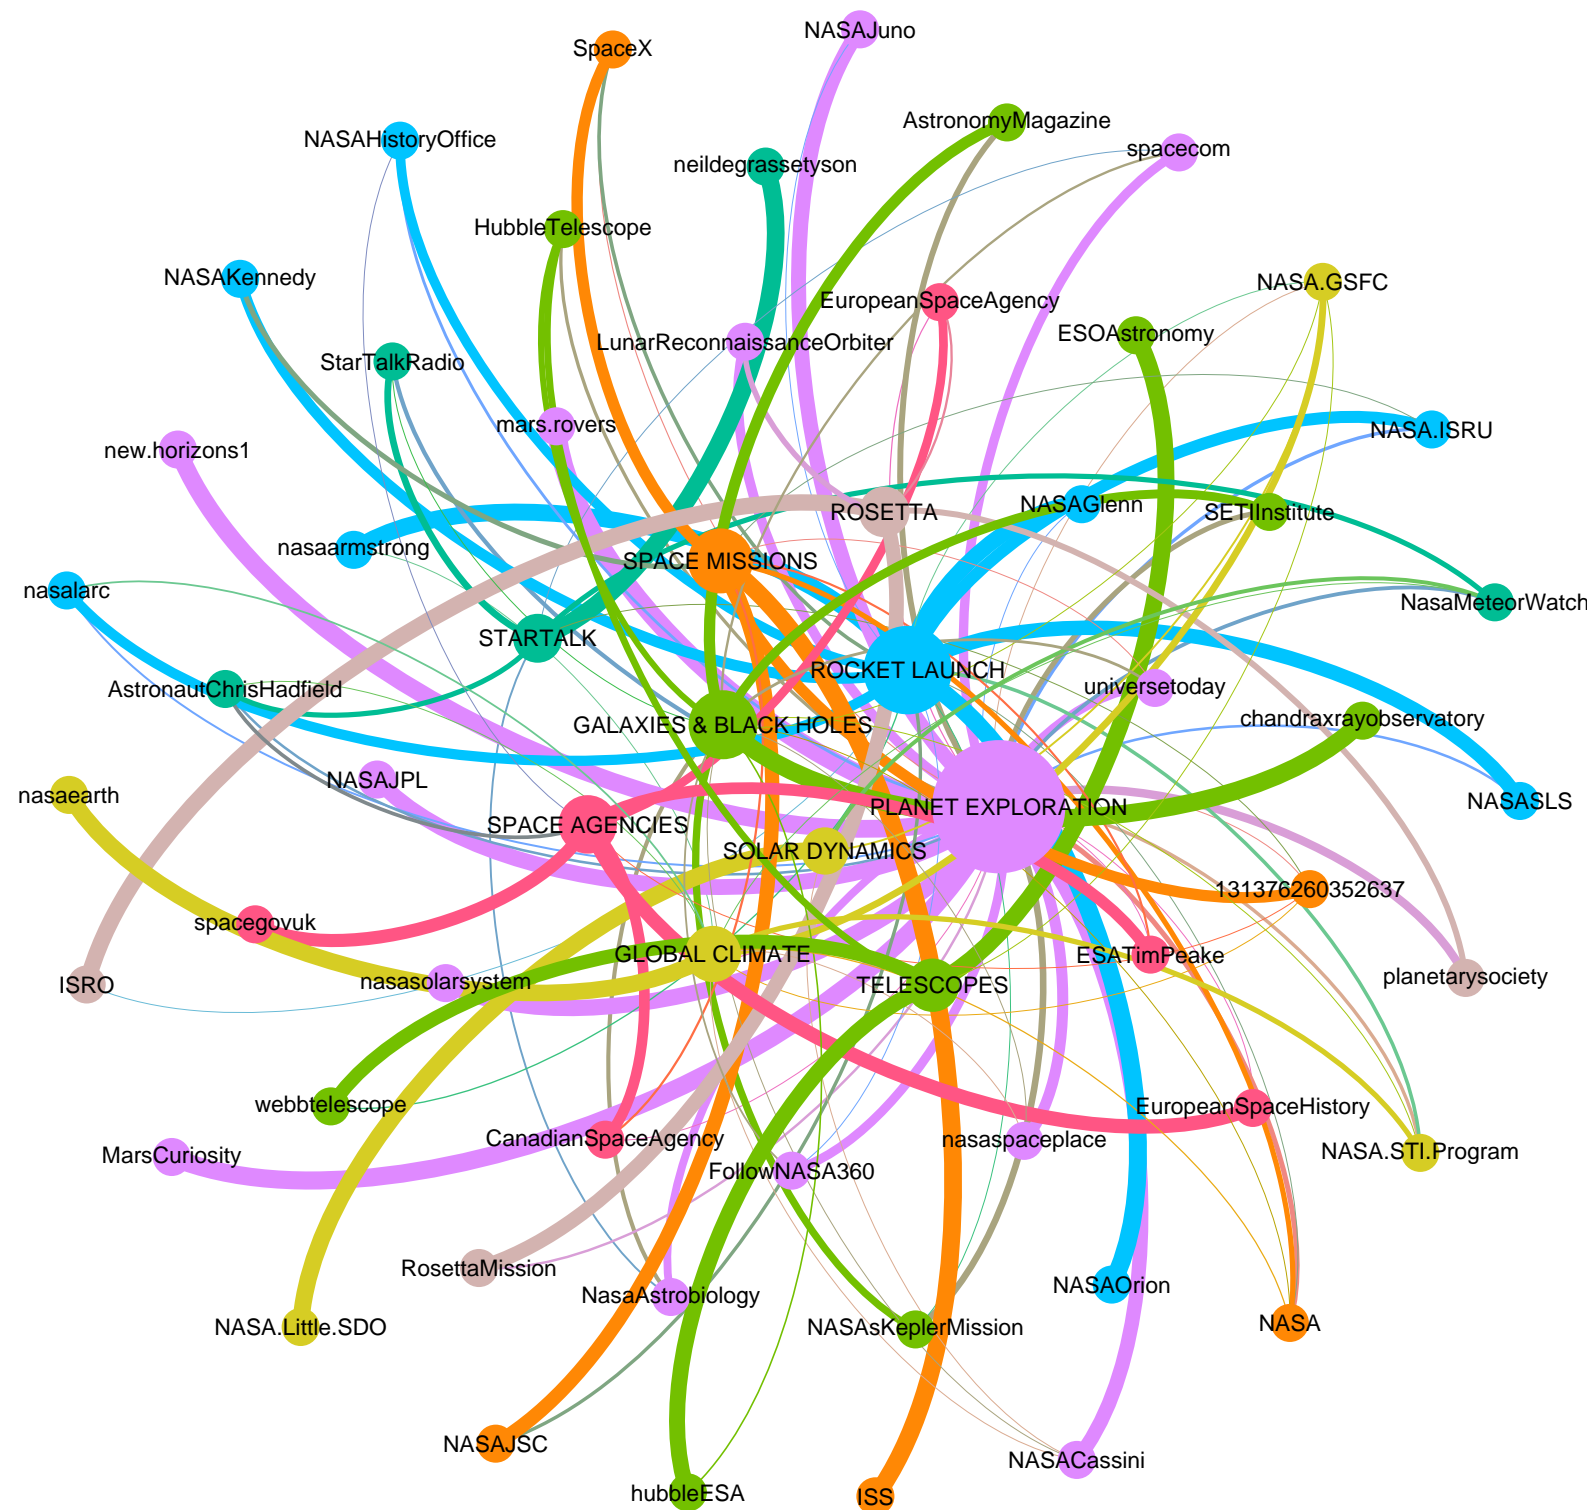 NASAJuno
SpaceX
AstronomyMagazine
NASAHistoryOffice
spacecom
neildegrassetyson
HubbleTelescope
NASAKennedy
NASA.GSFC
EuropeanSpaceAgency
ESOAstronomy
LunarReconnaissanceOrbiter
StarTalkRadio
mars.rovers
NASA.ISRU
new.horizons1
NASAGlenn
ROSETTA
SETIInstitute
nasaarmstrong
SPACE MISSIONS
nasalarc
NasaMeteorWatch
STARTALK
ROCKET LAUNCH
AstronautChrisHadfield
universetoday
chandraxrayobservatory
GALAXIES & BLACK HOLES
NASAJPL
nasaearth
NASASLS
PLANET EXPLORATION
SPACE AGENCIES
SOLAR DYNAMICS
131376260352637
spacegovuk
GLOBAL CLIMATE
ESATimPeake
planetarysociety
ISRO
nasasolarsystem
TELESCOPES
webbtelescope
EuropeanSpaceHistory
CanadianSpaceAgency
nasaspaceplace
NASA.STI.Program
MarsCuriosity
FollowNASA360
RosettaMission
NASAOrion
NasaAstrobiology
NASA.Little.SDO
NASAsKeplerMission
NASA
NASAJSC
NASACassini
hubbleESA
ISS